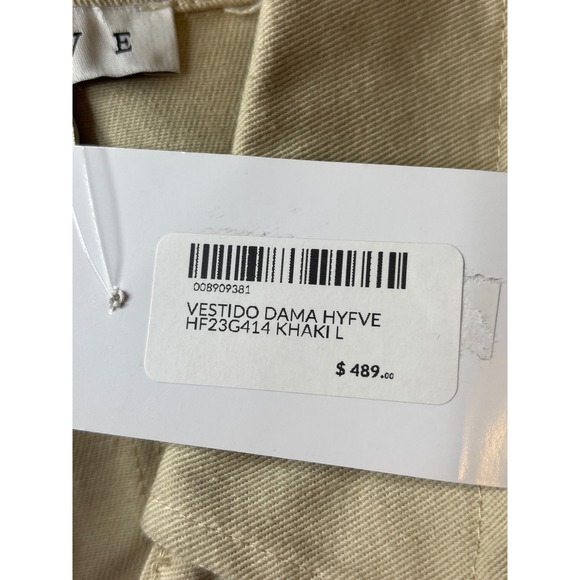 V E
008909381
VESTIDO DAMA HYFVE
HF23G414 KHAKI L
$ 489.00